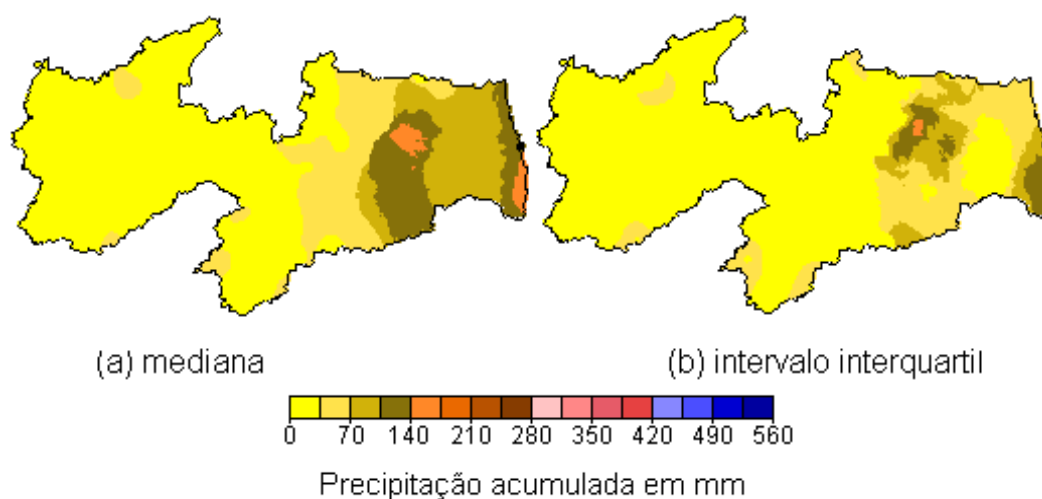 (a) mediana
(b) intervalo interquartil
0 70 140 210 280 350 420 490 560
Precipitação acumulada em mm